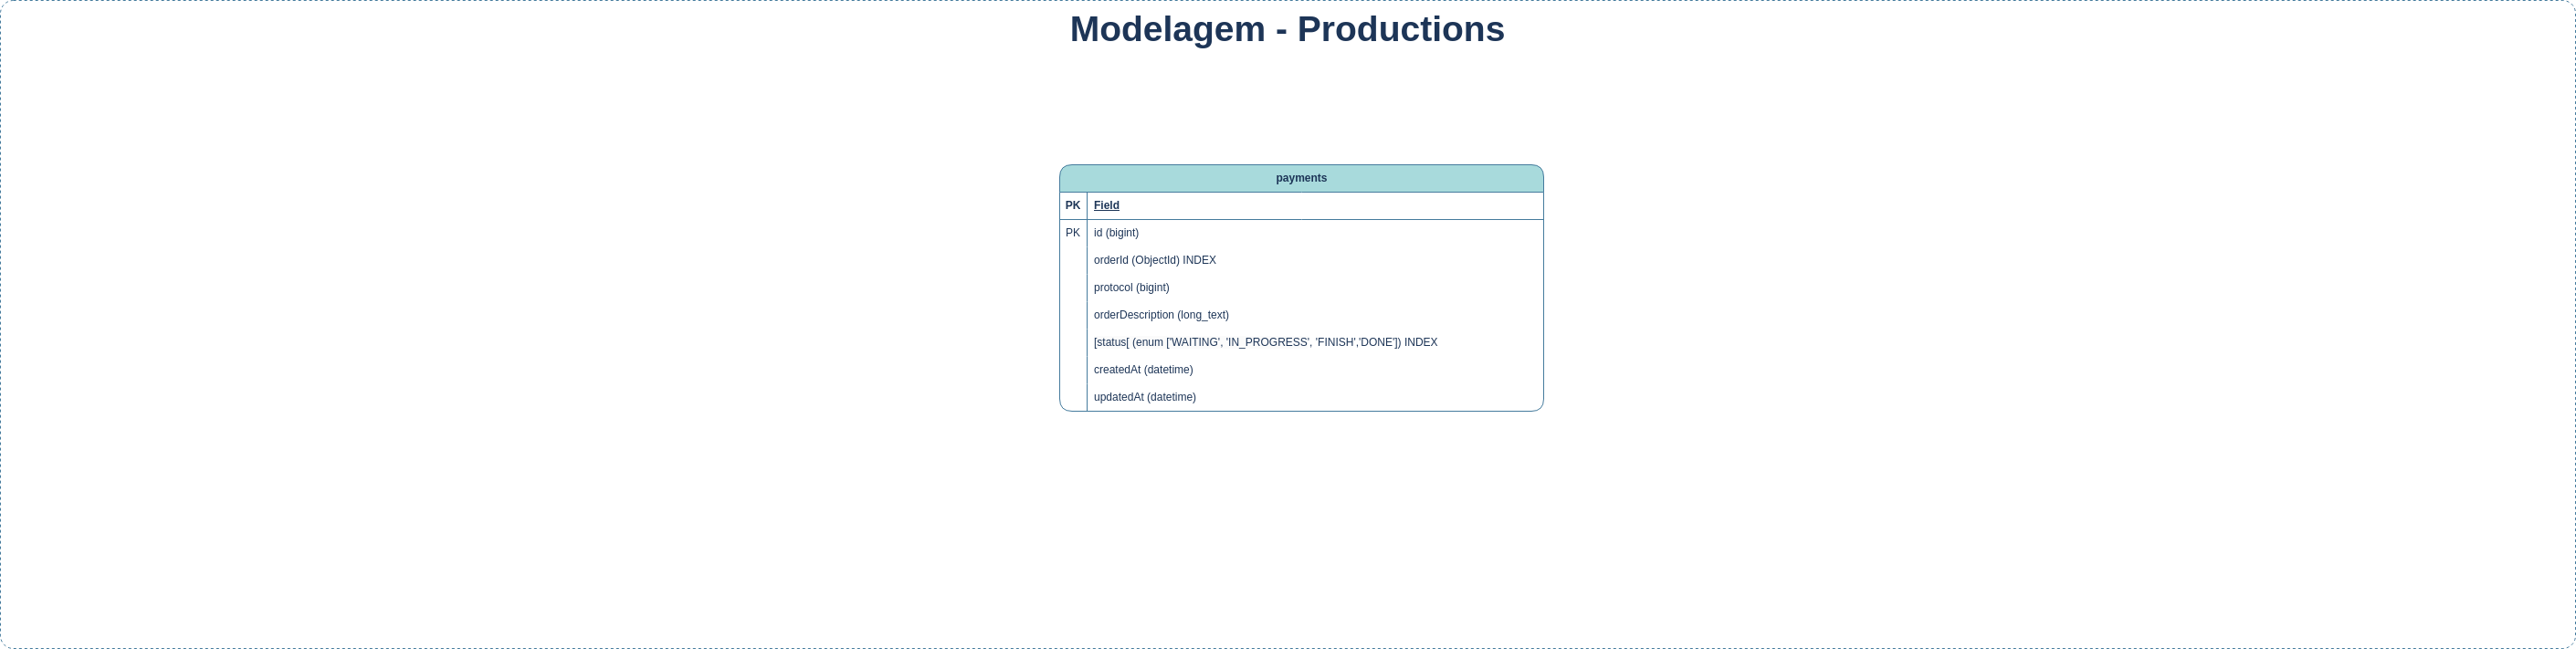 Modelagem - Productions
payments
PK Field
PK id (bigint)
orderId (ObjectId) INDEX
protocol (bigint)
orderDescription (long_text)
[status[ (enum ['WAITING', 'IN_PROGRESS', 'FINISH','DONE']) INDEX
createdAt (datetime)
updatedAt (datetime)